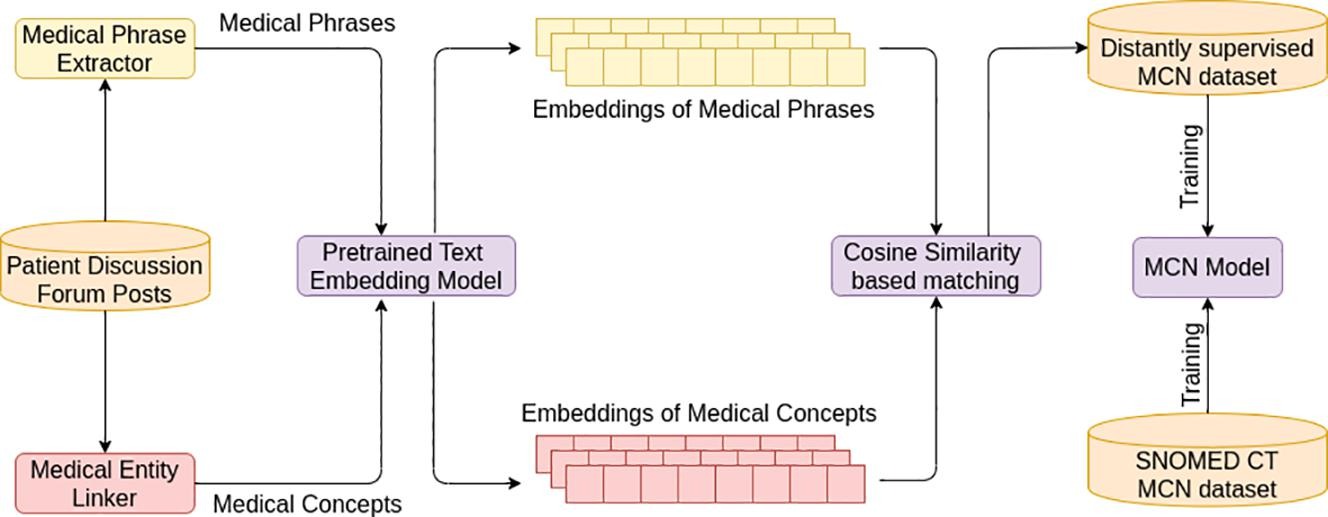 Medical Phrase
Extractor
Medical Phrases
Embeddings of Medical Phrases
Distantly supervised
MCN dataset
Training
Patient Discussion
Forum Posts
Pretrained Text
Embedding Model
Cosine Similarity
based matching
MCN Model
Training
Embeddings of Medical Concepts
Medical Entity
Linker
Medical Concepts
SNOMED CT
MCN dataset